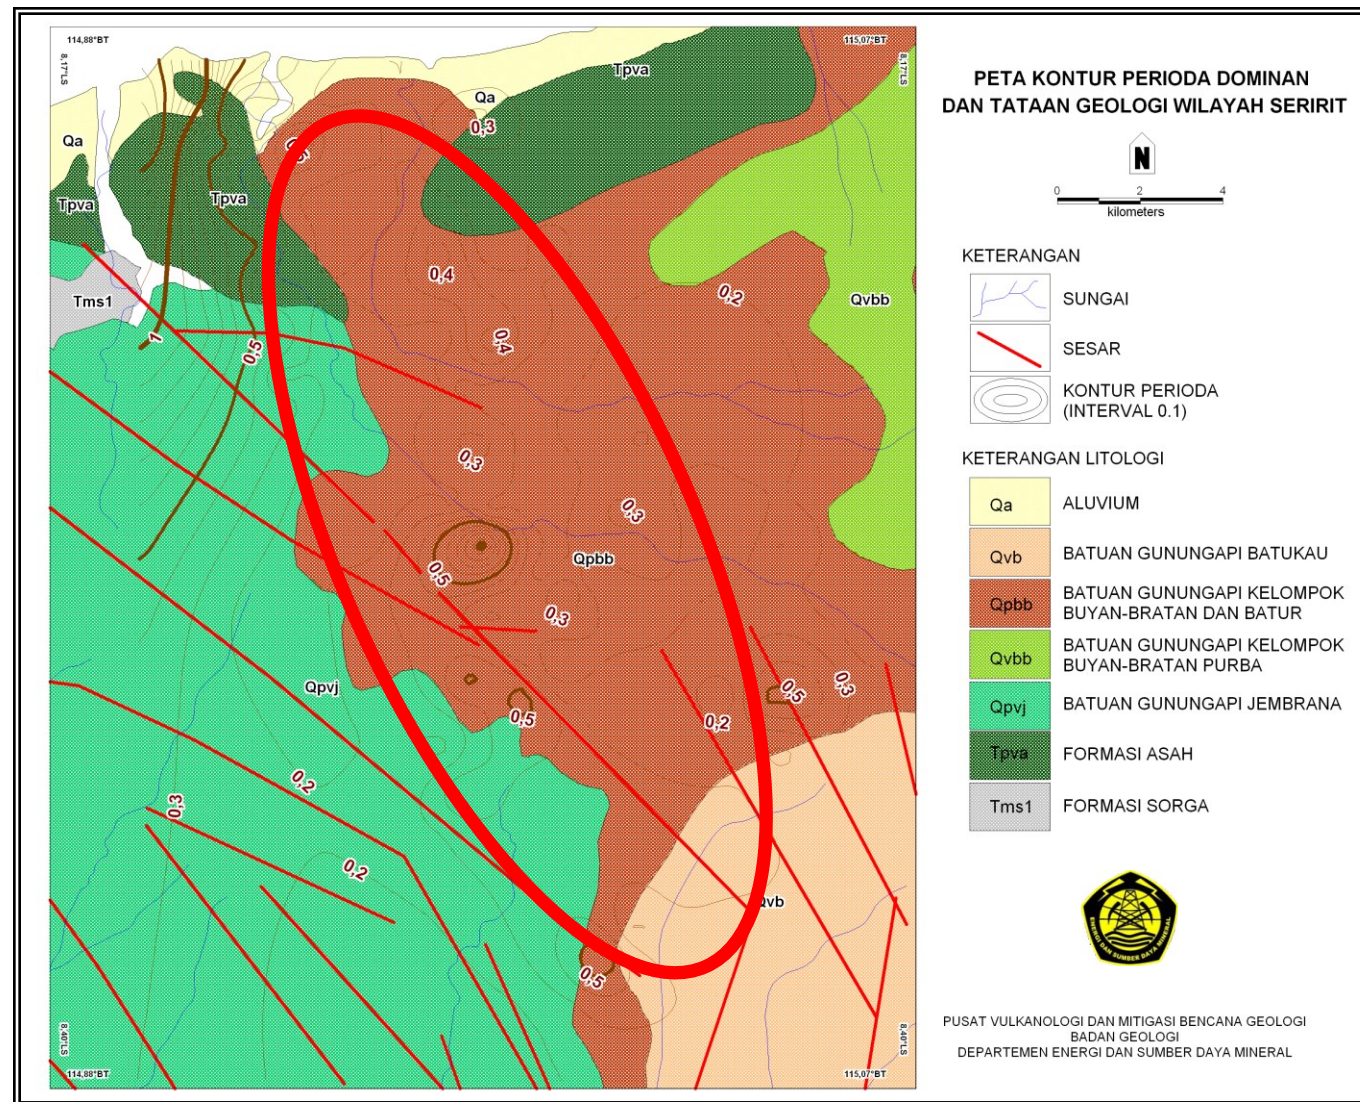 114,88°BT
115,07°BT
8,17°LS
8,17°LS
Tpva
Qa
0,3
Qa
Tpva
Tpva
0,4
0,2
Qvbb
Tms1
1
0,5
0,4
0,3
0,3
Qpbb
0,5
0,3
Qpvj
0,5
0,2
0,5
0,3
0,2
0,3
0,2
Qvb
0,5
8,40°LS
8,40°LS
114,88°BT
115,07°BT
PETA KONTUR PERIODA DOMINAN
DAN TATAAN GEOLOGI WILAYAH SERIRIT
N
0 2 4
kilometers
KETERANGAN
SUNGAI
SESAR
KONTUR PERIODA
(INTERVAL 0.1)
KETERANGAN LITOLOGI
Qa ALUVIUM
Qvb BATUAN GUNUNGAPI BATUKAU
Qpbb BATUAN GUNUNGAPI KELOMPOK
BUYAN-BRATAN DAN BATUR
Qvbb BATUAN GUNUNGAPI KELOMPOK
BUYAN-BRATAN PURBA
Qpvj BATUAN GUNUNGAPI JEMBRANA
Tpva FORMASI ASAH
Tms1 FORMASI SORGA
ENERGI DAN SUMBER DAYA MINERAL
PUSAT VULKANOLOGI DAN MITIGASI BENCANA GEOLOGI
BADAN GEOLOGI
DEPARTEMEN ENERGI DAN SUMBER DAYA MINERAL